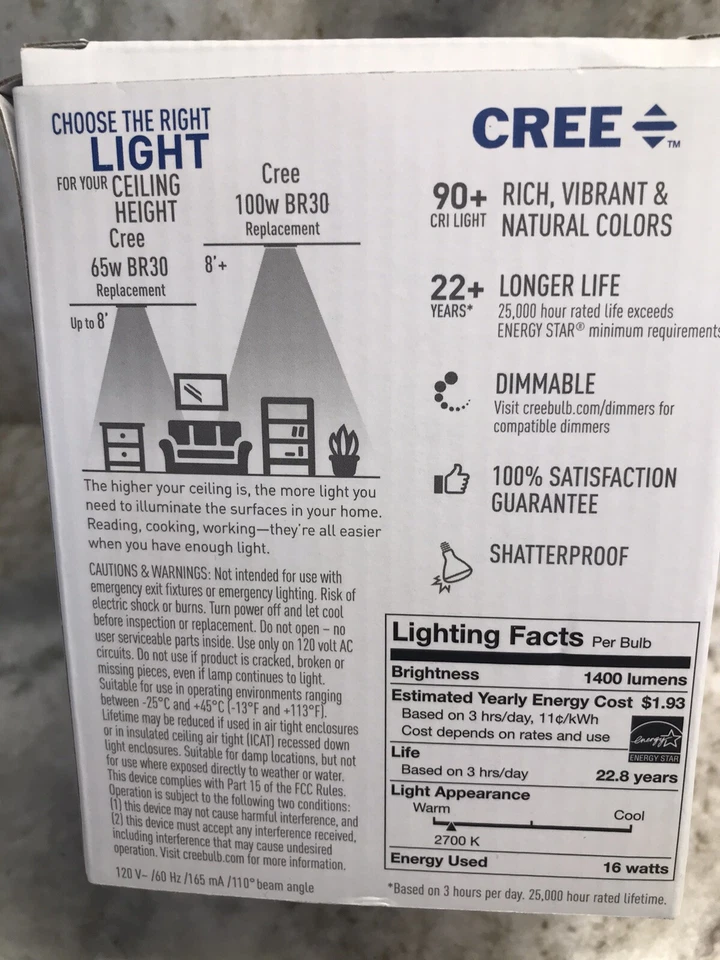 CHOOSE THE RIGHT
LIGHT
FOR YOUR CEILING
HEIGHT
Cree
65w BR30
Replacement
Up to 8'
Cree
100w BR30
Replacement
8'+
The higher your ceiling is, the more light you
need to illuminate the surfaces in your home.
Reading, cooking, working—they're all easier
when you have enough light.
CAUTIONS & WARNINGS: Not intended for use with
emergency exit fixtures or emergency lighting. Risk of
electric shock or burns. Turn power off and let cool
before inspection or replacement. Do not open – no
user serviceable parts inside. Use only on 120 volt AC
circuits. Do not use if product is cracked, broken or
missing pieces, even if lamp continues to light.
Suitable for use in operating environments ranging
between -25°C and +45°C (-13°F and +113°F).
Lifetime may be reduced if used in air tight enclosures
or in insulated ceiling air tight (ICAT) recessed down
light enclosures. Suitable for damp locations, but not
for use where exposed directly to weather or water.
This device complies with Part 15 of the FCC Rules.
Operation is subject to the following two conditions:
(1) this device may not cause harmful interference, and
(2) this device must accept any interference received,
including interference that may cause undesired
operation. Visit creebulb.com for more information.
120 V~ /60 Hz /165 mA /110° beam angle
CREE ™
90+ RICH, VIBRANT &
CRI LIGHT NATURAL COLORS
22+ LONGER LIFE
YEARS* 25,000 hour rated life exceeds
ENERGY STAR® minimum requirements
DIMMABLE
Visit creebulb.com/dimmers for
compatible dimmers
100% SATISFACTION
GUARANTEE
SHATTERPROOF
Lighting Facts Per Bulb
Brightness 1400 lumens
Estimated Yearly Energy Cost $1.93
Based on 3 hrs/day, 11¢/kWh
Cost depends on rates and use
energy
ENERGY STAR
Life
Based on 3 hrs/day 22.8 years
Light Appearance
Warm Cool
2700 K
Energy Used 16 watts
*Based on 3 hours per day. 25,000 hour rated lifetime.